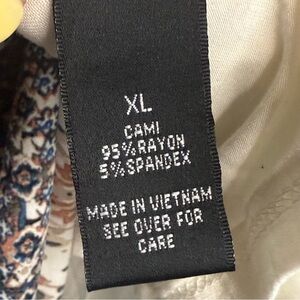 XL
CAMI
95% RAYON
5% SPANDEX
MADE IN VIETNAM
SEE OVER FOR
CARE